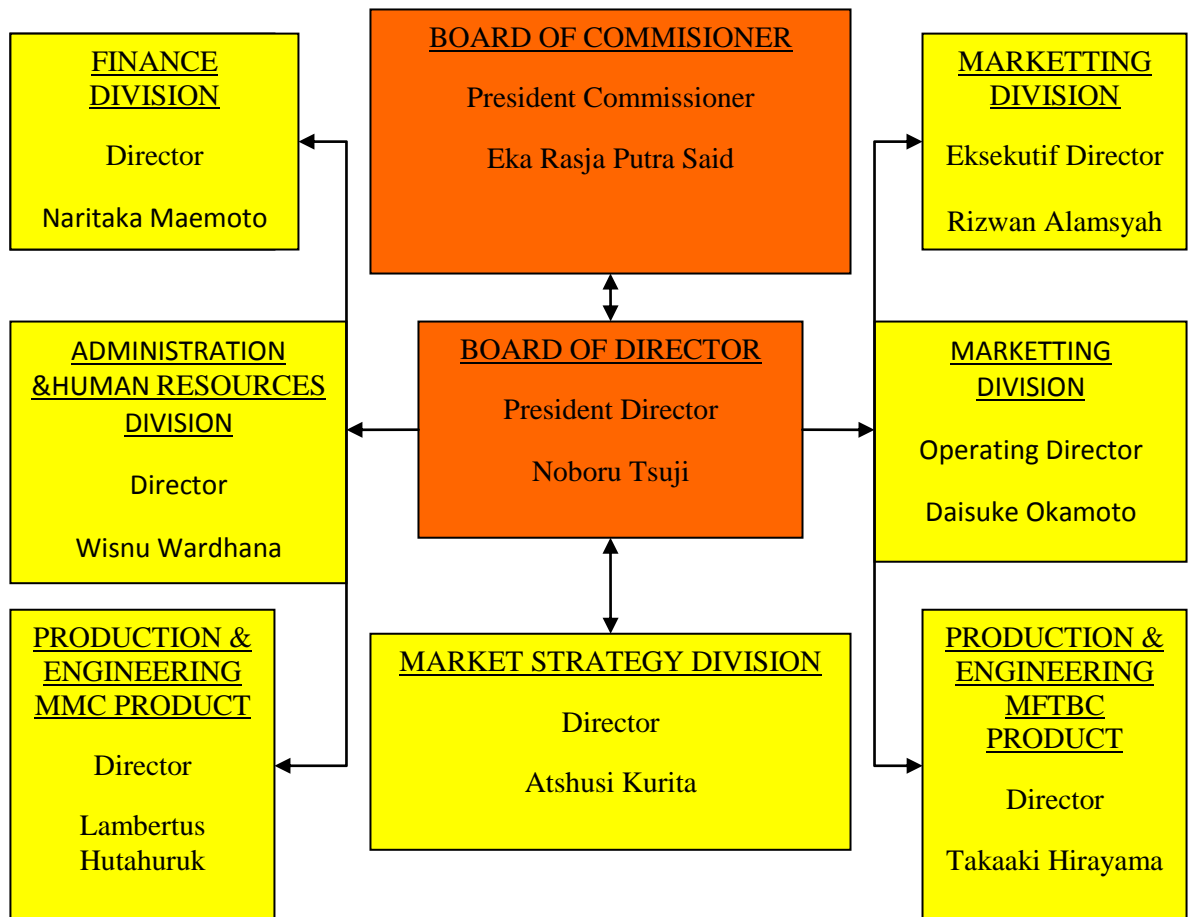 FINANCE
DIVISION
Director
Naritaka Maemoto
BOARD OF COMMISIONER
President Commissioner
Eka Rasja Putra Said
MARKETTING
DIVISION
Eksekutif Director
Rizwan Alamsyah
ADMINISTRATION
&HUMAN RESOURCES
DIVISION
Director
Wisnu Wardhana
BOARD OF DIRECTOR
President Director
Noboru Tsuji
MARKETTING
DIVISION
Operating Director
Daisuke Okamoto
PRODUCTION &
ENGINEERING
MMC PRODUCT
Director
Lambertus
Hutahuruk
MARKET STRATEGY DIVISION
Director
Atshusi Kurita
PRODUCTION &
ENGINEERING
MFTBC
PRODUCT
Director
Takaaki Hirayama